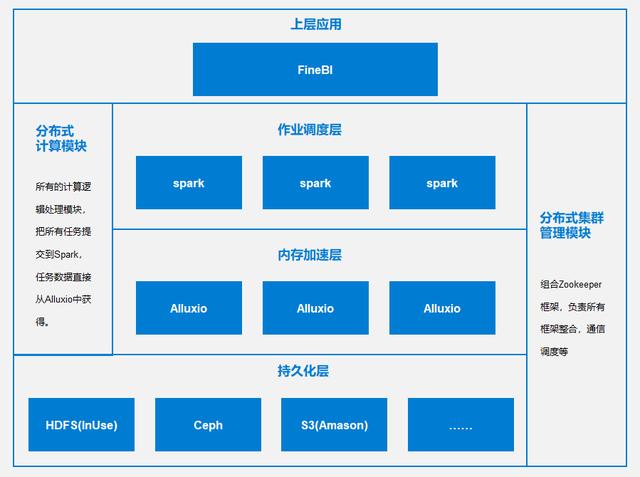 上层应用
FineBI
分布式
计算模块
所有的计算逻
辑处理模块，
把所有任务提
交到Spark，
任务数据直接
从Alluxio中获
得。
作业调度层
spark
spark
spark
内存加速层
Alluxio
Alluxio
Alluxio
分布式集群
管理模块
组合Zookeeper
框架，负责所有
框架整合，通信
调度等
持久化层
HDFS(InUse)
Ceph
S3(Amason)
……